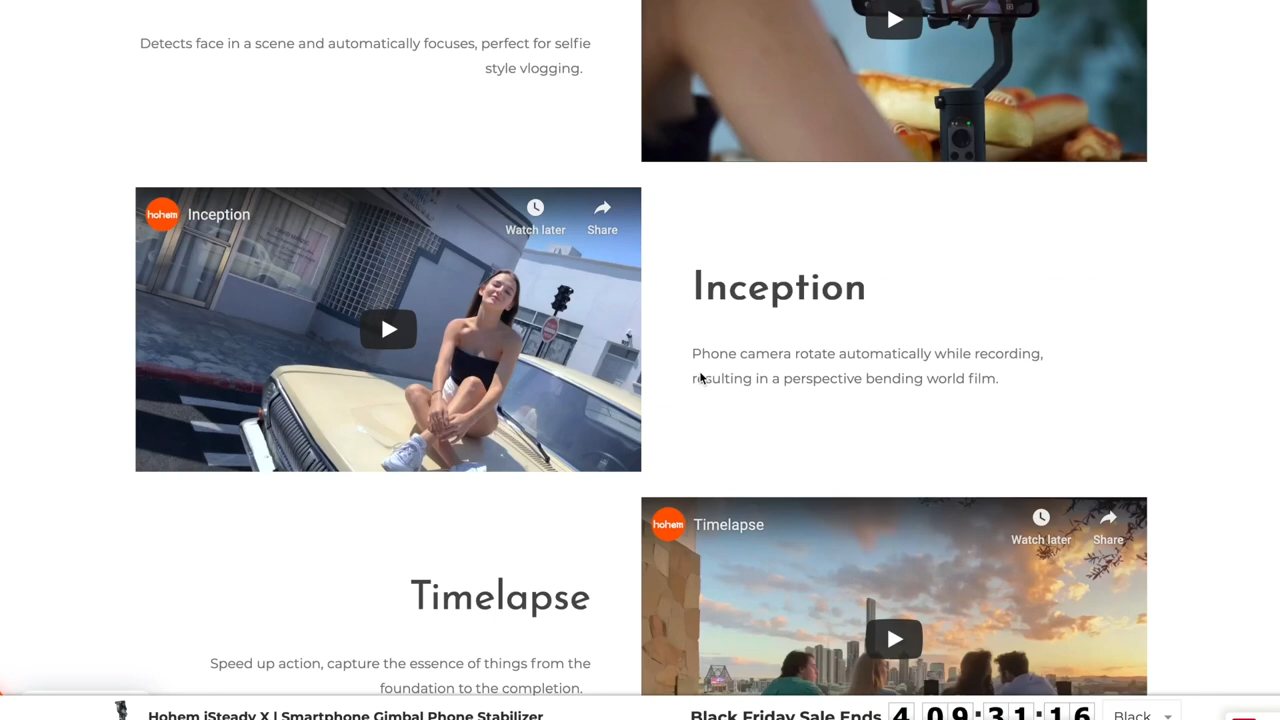 Detects face in a scene and automatically focuses, perfect for selfie
style vlogging.
hohem
Inception
Watch later
Share
Inception
Phone camera rotate automatically while recording,
resulting in a perspective bending world film.
hohem
Timelapse
Watch later
Share
Timelapse
Speed up action, capture the essence of things from the
foundation to the completion.
Hohem iSteady X | Smartphone Gimbal Phone Stabilizer
Black Friday Sale Ends
4 09:31:16
Black